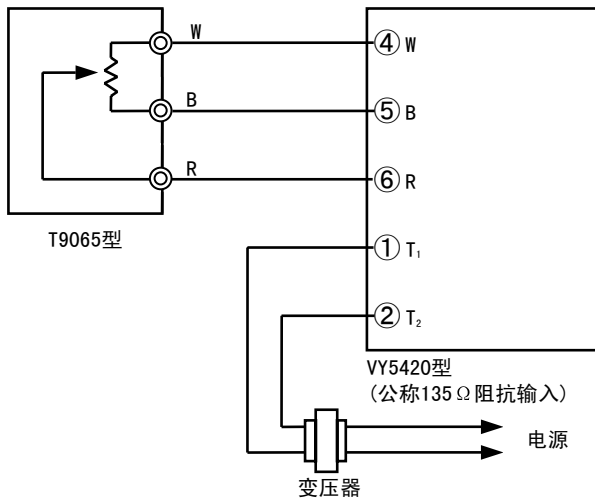 W
④ W
B
⑤ B
R
⑥ R
T9065型
① T₁
② T₂
VY5420型
(公称135Ω阻抗输入)
电源
变压器